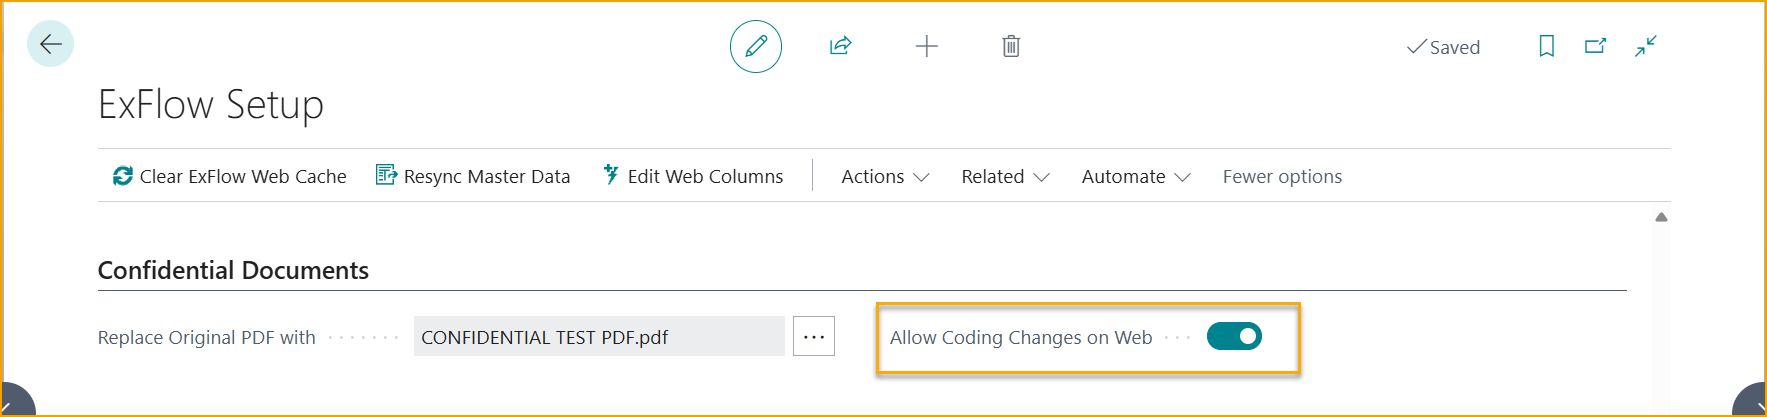 Saved
ExFlow Setup
Clear ExFlow Web Cache Resync Master Data Edit Web Columns Actions Related Automate Fewer options
Confidential Documents
Replace Original PDF with CONFIDENTIAL TEST PDF.pdf ... Allow Coding Changes on Web